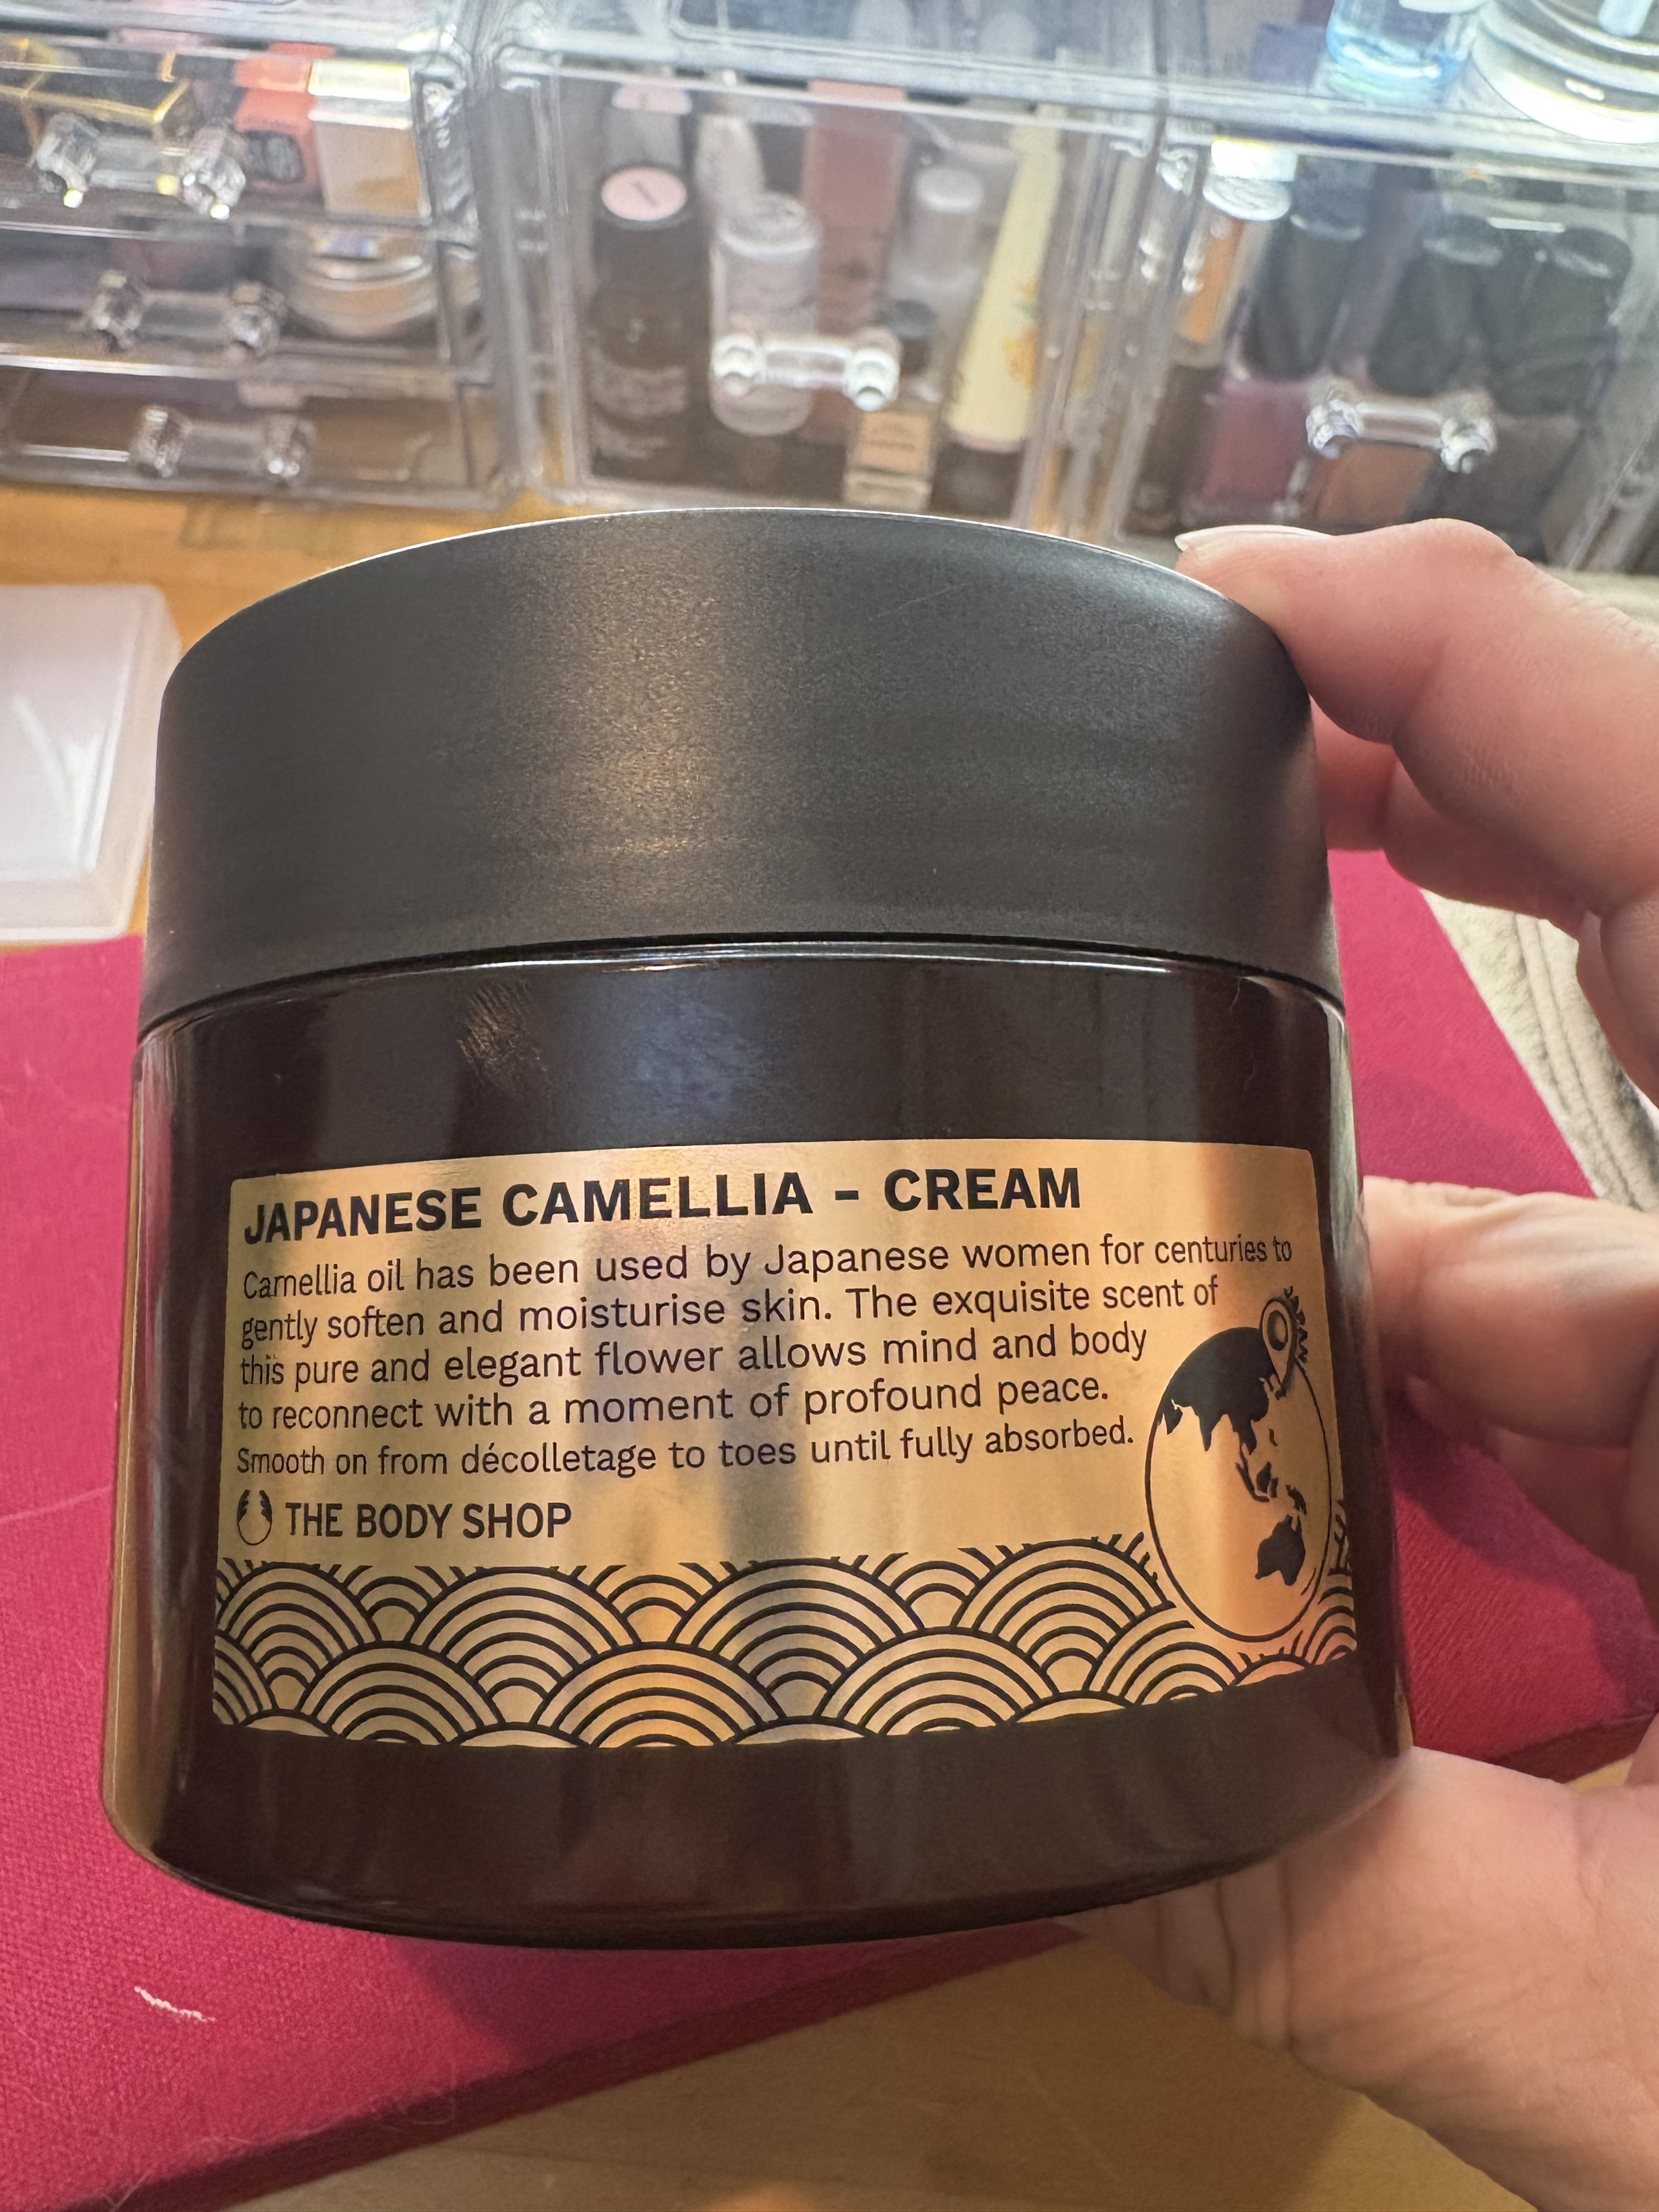 JAPANESE CAMELLIA - CREAM
Camellia oil has been used by Japanese women for centuries to
gently soften and moisturise skin. The exquisite scent of
this pure and elegant flower allows mind and body
to reconnect with a moment of profound peace.
Smooth on from décolletage to toes until fully absorbed.
JAPAN
THE BODY SHOP